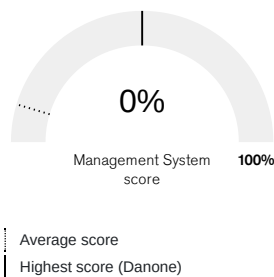 0%
Management System
score
100%
Average score
Highest score (Danone)